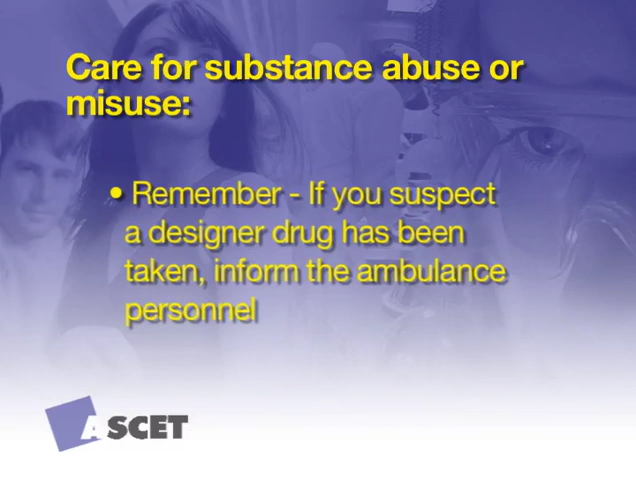 Care for substance abuse or
misuse:
• Remember - If you suspect
a designer drug has been
taken, inform the ambulance
personnel
ASCET